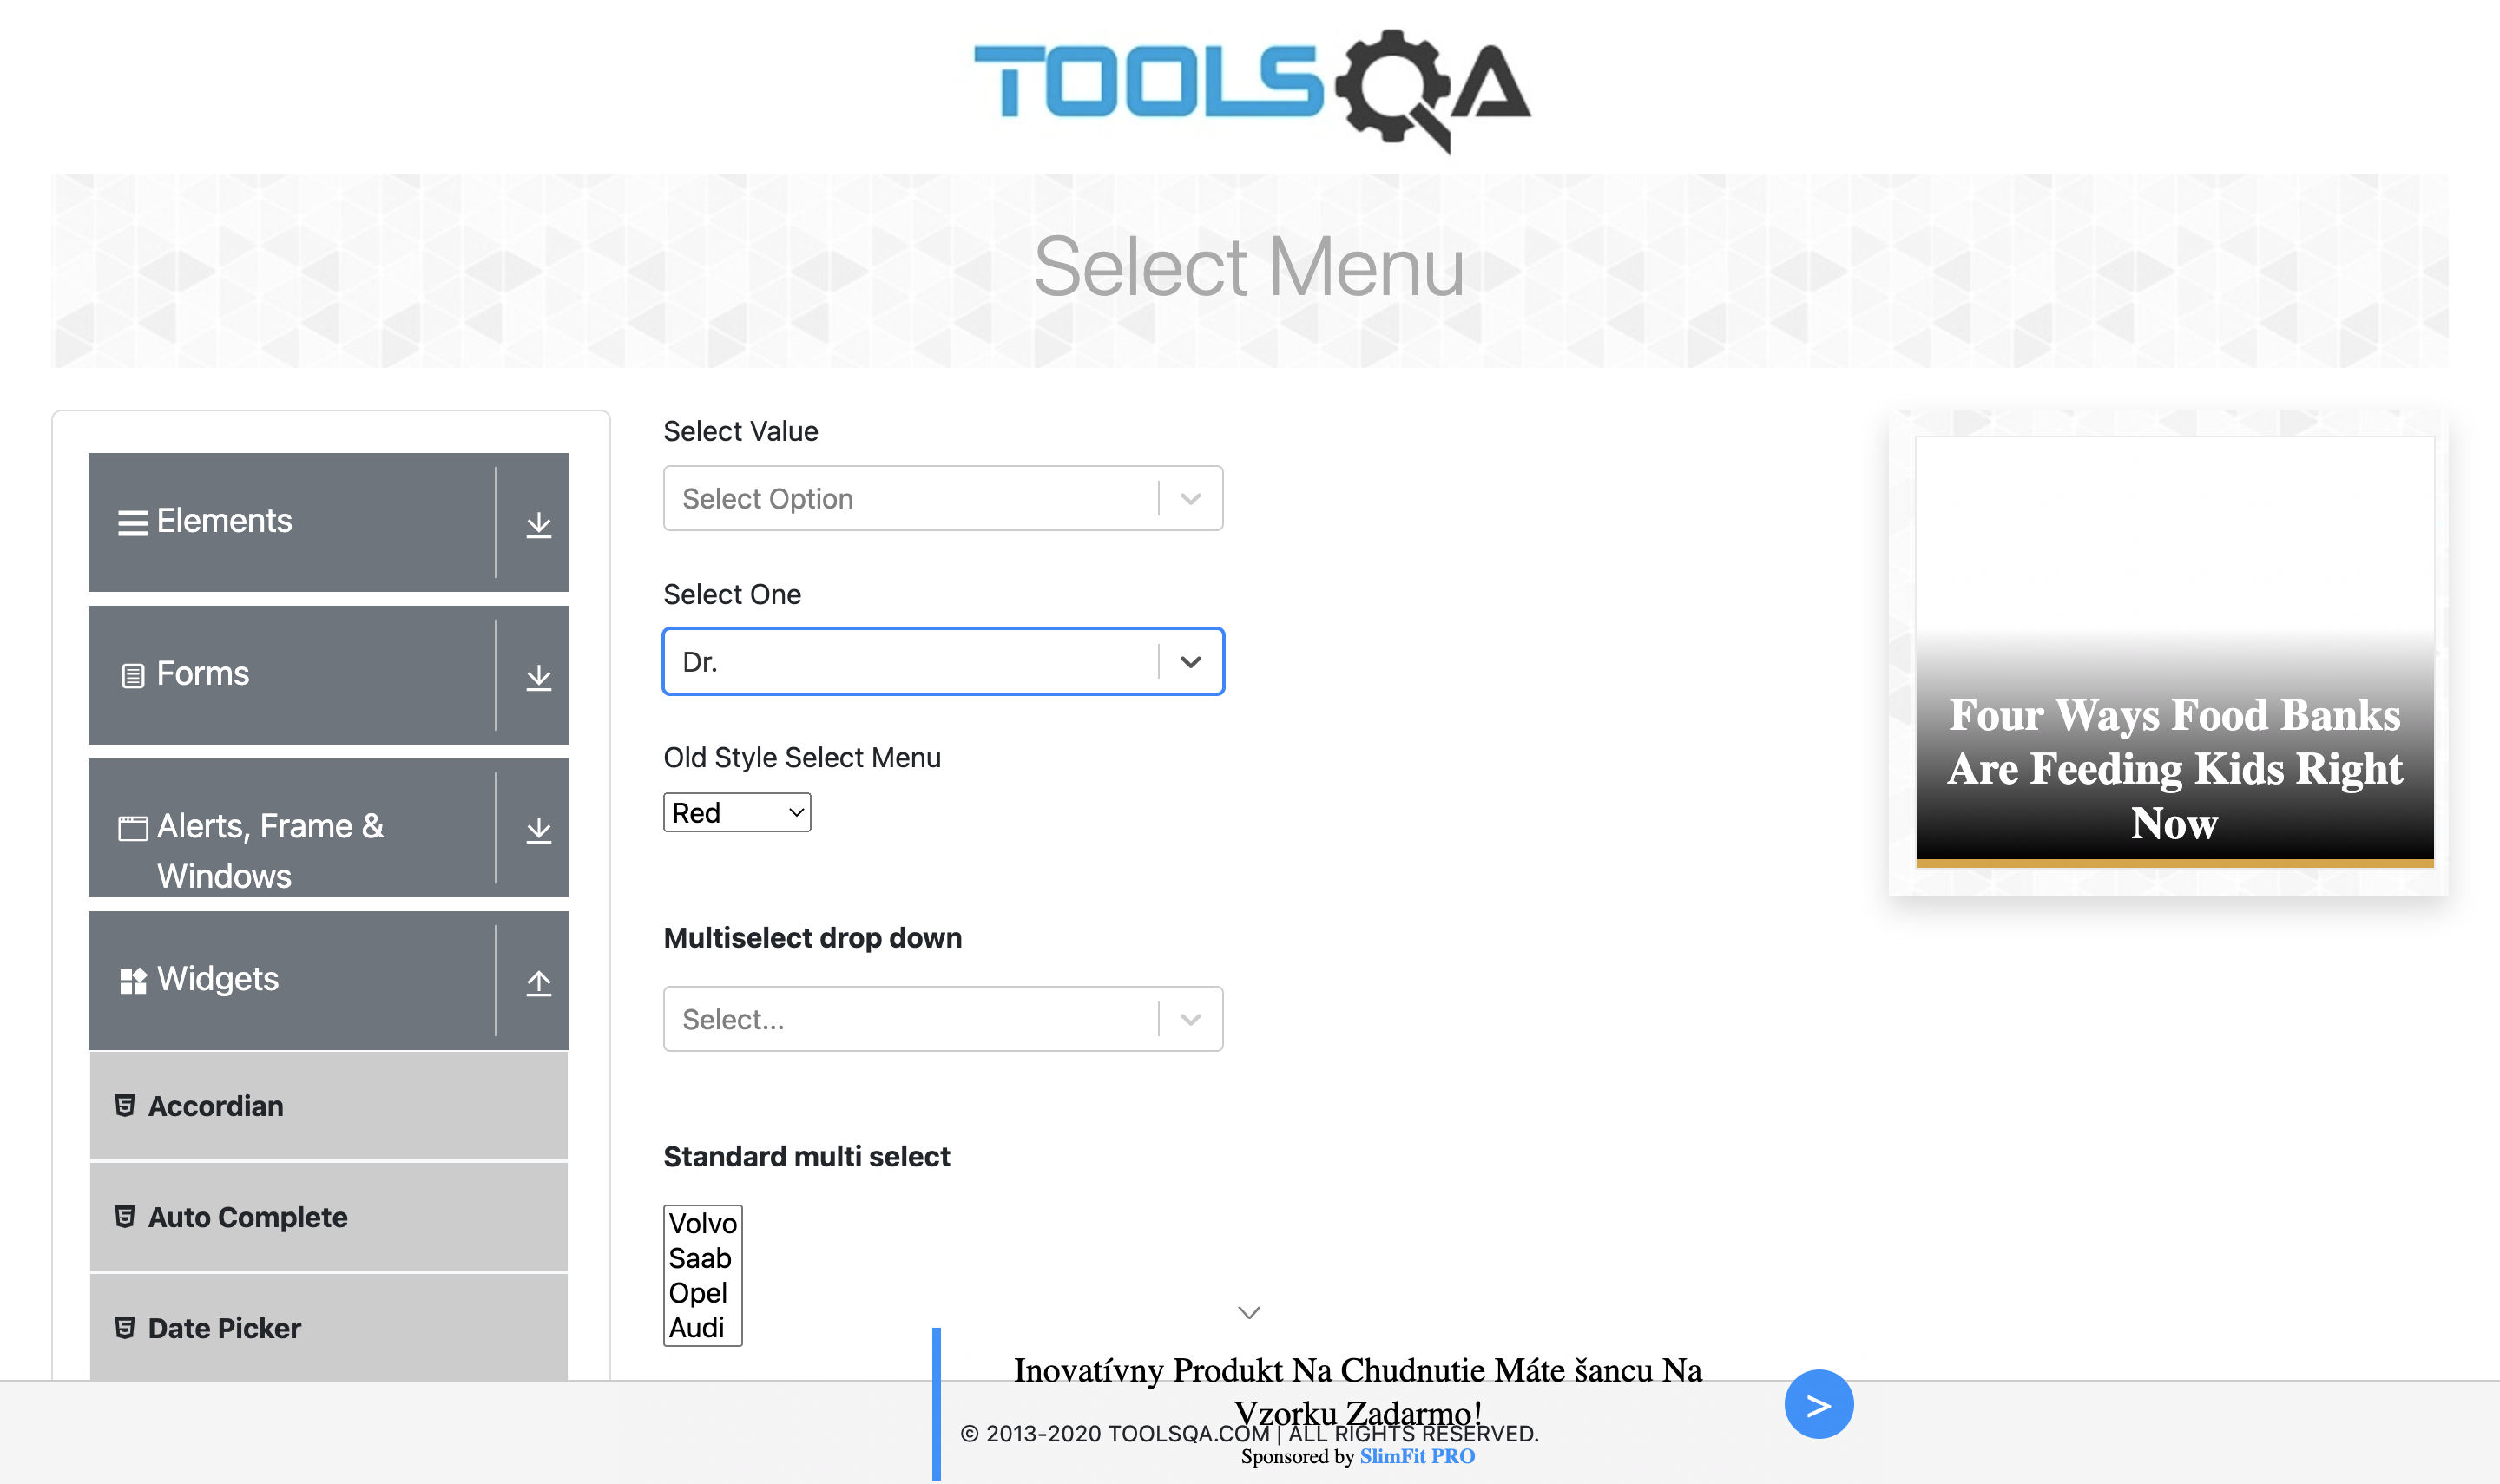 TOOLSQA
Select Menu
Elements
Forms
Alerts, Frame &
Windows
Widgets
Accordian
Auto Complete
Date Picker
Select Value
Select Option
Select One
Dr.
Old Style Select Menu
Red
Multiselect drop down
Select...
Standard multi select
Volvo
Saab
Opel
Audi
Four Ways Food Banks
Are Feeding Kids Right
Now
Inovatívny Produkt Na Chudnutie Máte šancu Na
Vzorku Zadarmo!
© 2013-2020 TOOLSQA.COM | ALL RIGHTS RESERVED.
Sponsored by SlimFit PRO
>